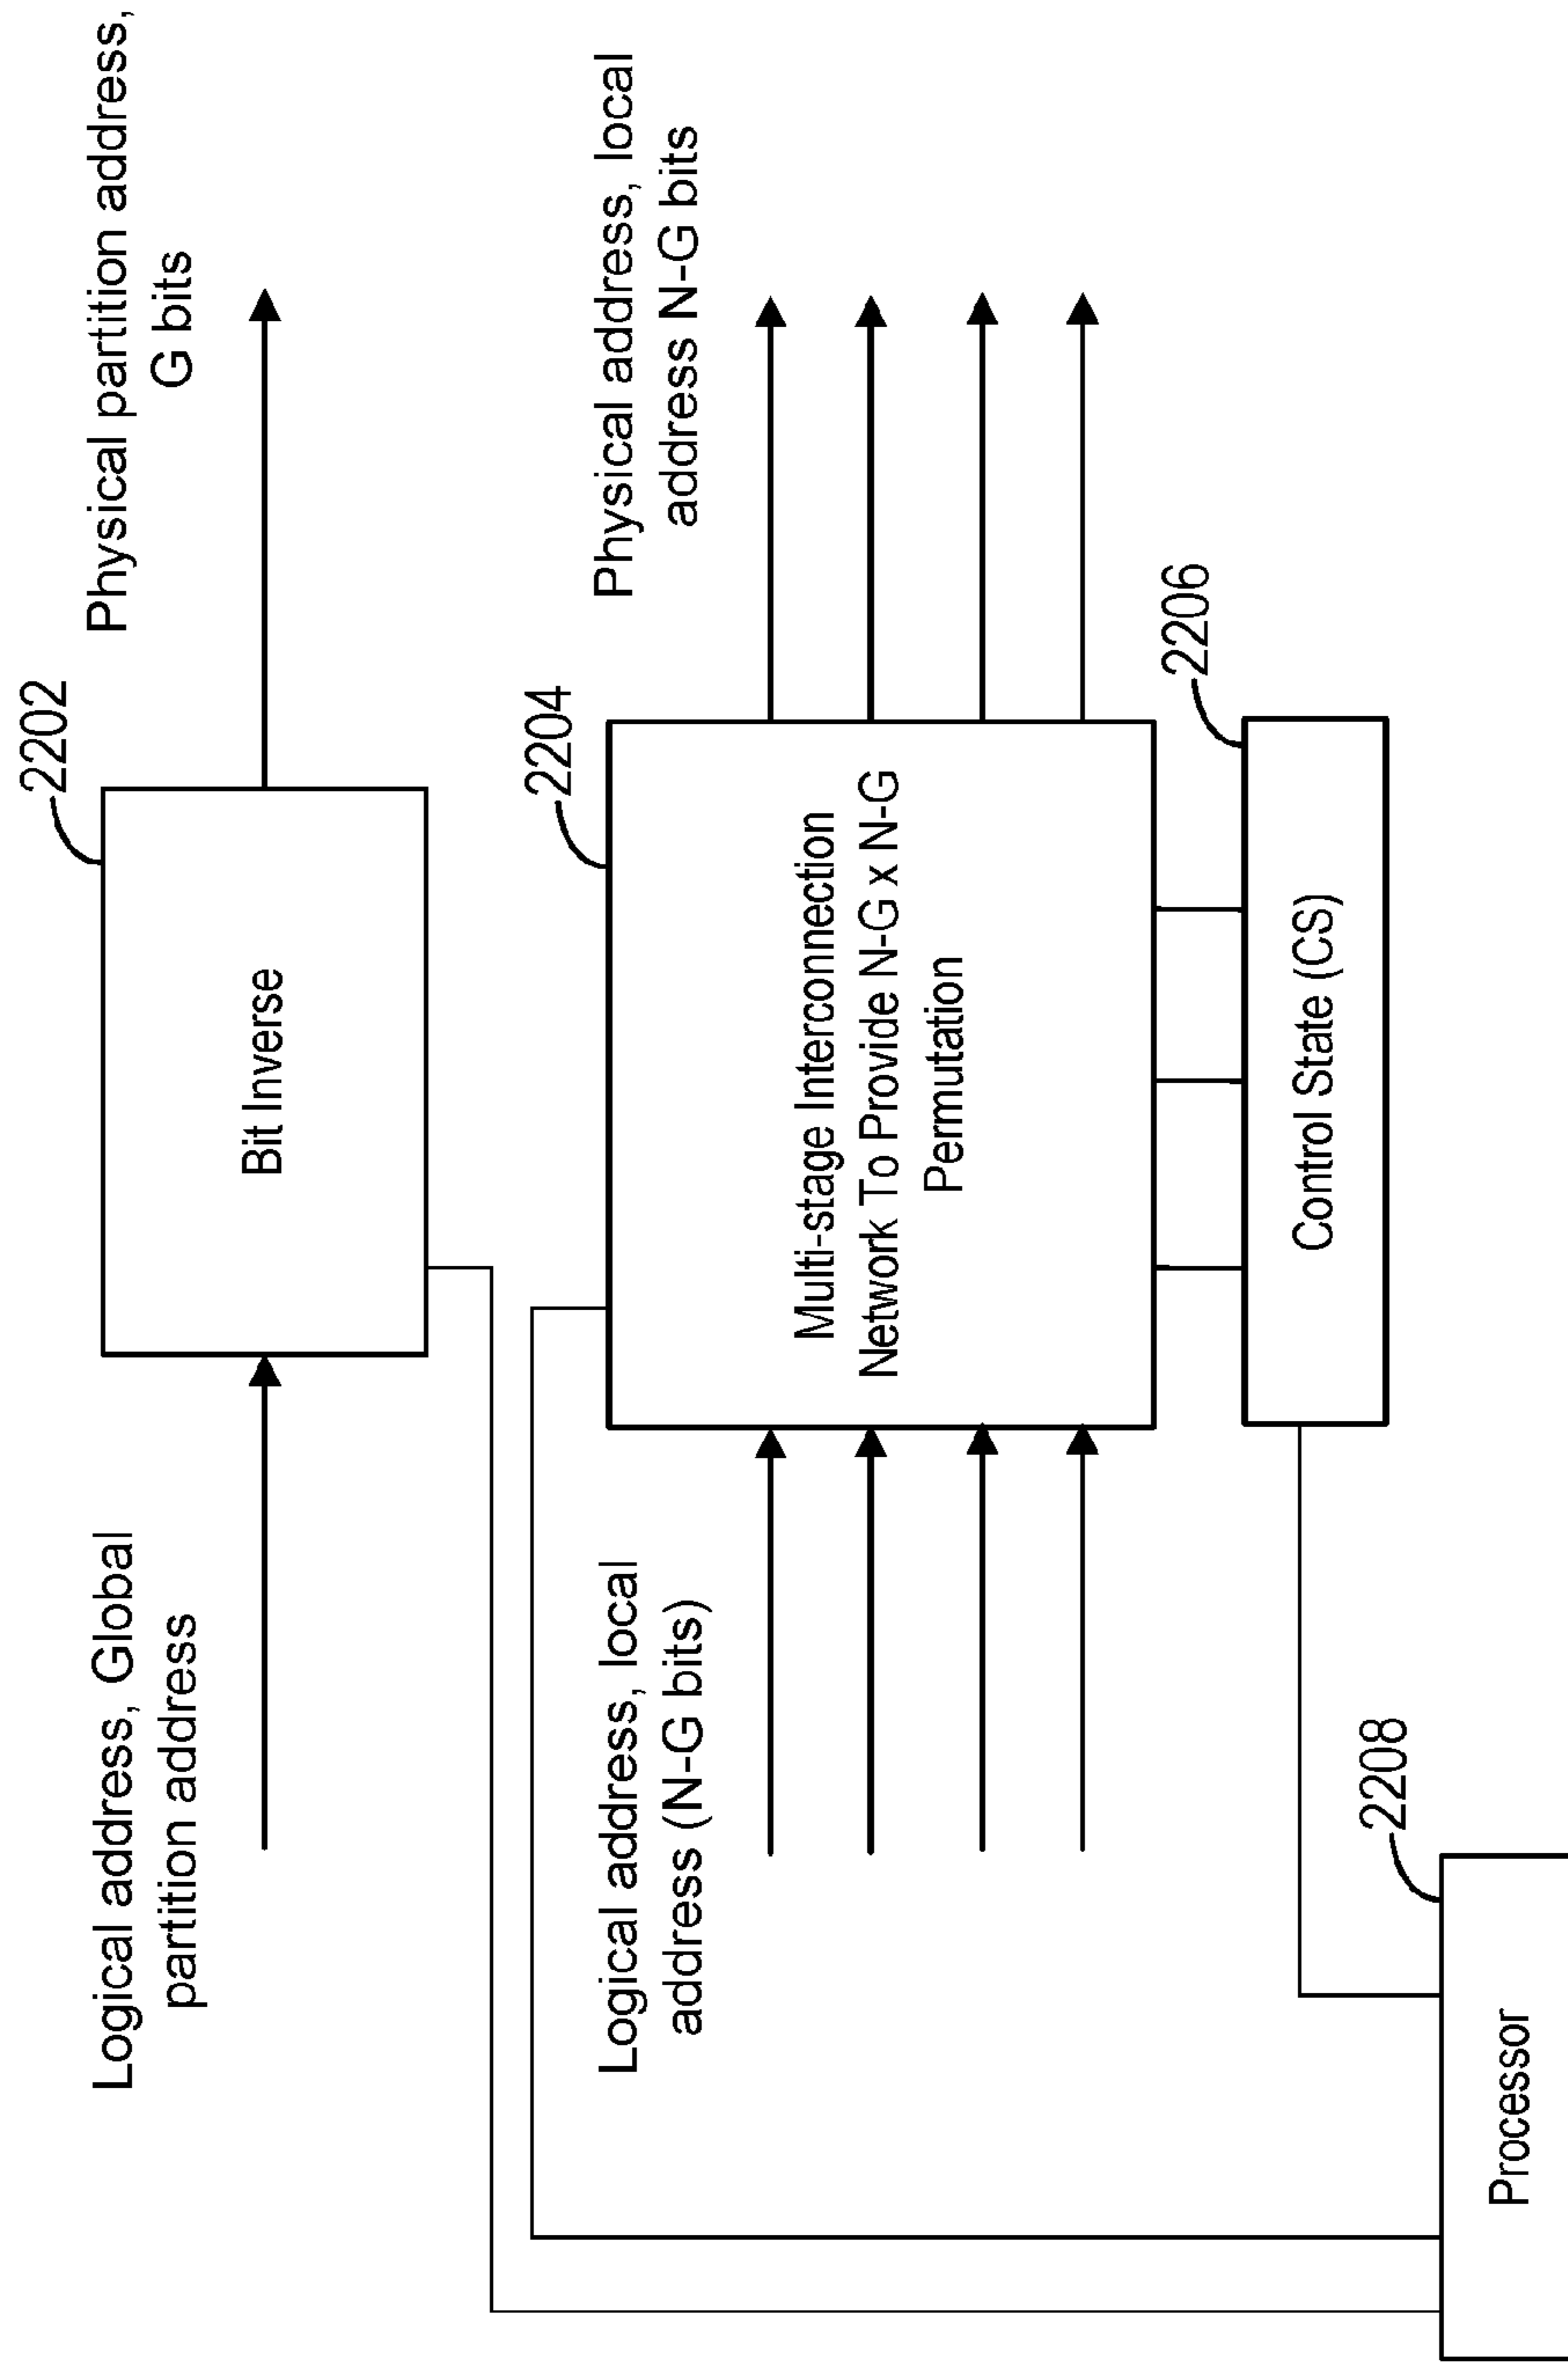 Logical address, Global
partition address
2202
Bit Inverse
Physical partition address,
G bits
Logical address, local
address (N-G bits)
2204
Multi-stage Interconnection
Network To Provide N-G x N-G
Permutation
Physical address, local
address N-G bits
2206
Control State (CS)
2208
Processor